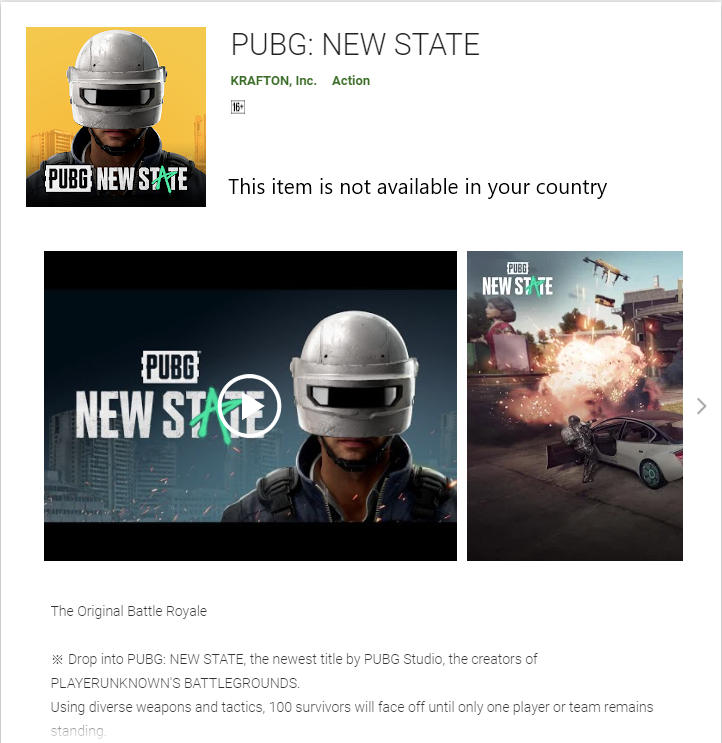 PUBG: NEW STATE
KRAFTON, Inc. Action
16+
PUBG NEW STATE
This item is not available in your country
PUBG
NEW STATE
PUBG
NEW STATE
The Original Battle Royale
※ Drop into PUBG: NEW STATE, the newest title by PUBG Studio, the creators of
PLAYERUNKNOWN'S BATTLEGROUNDS.
Using diverse weapons and tactics, 100 survivors will face off until only one player or team remains
standing.